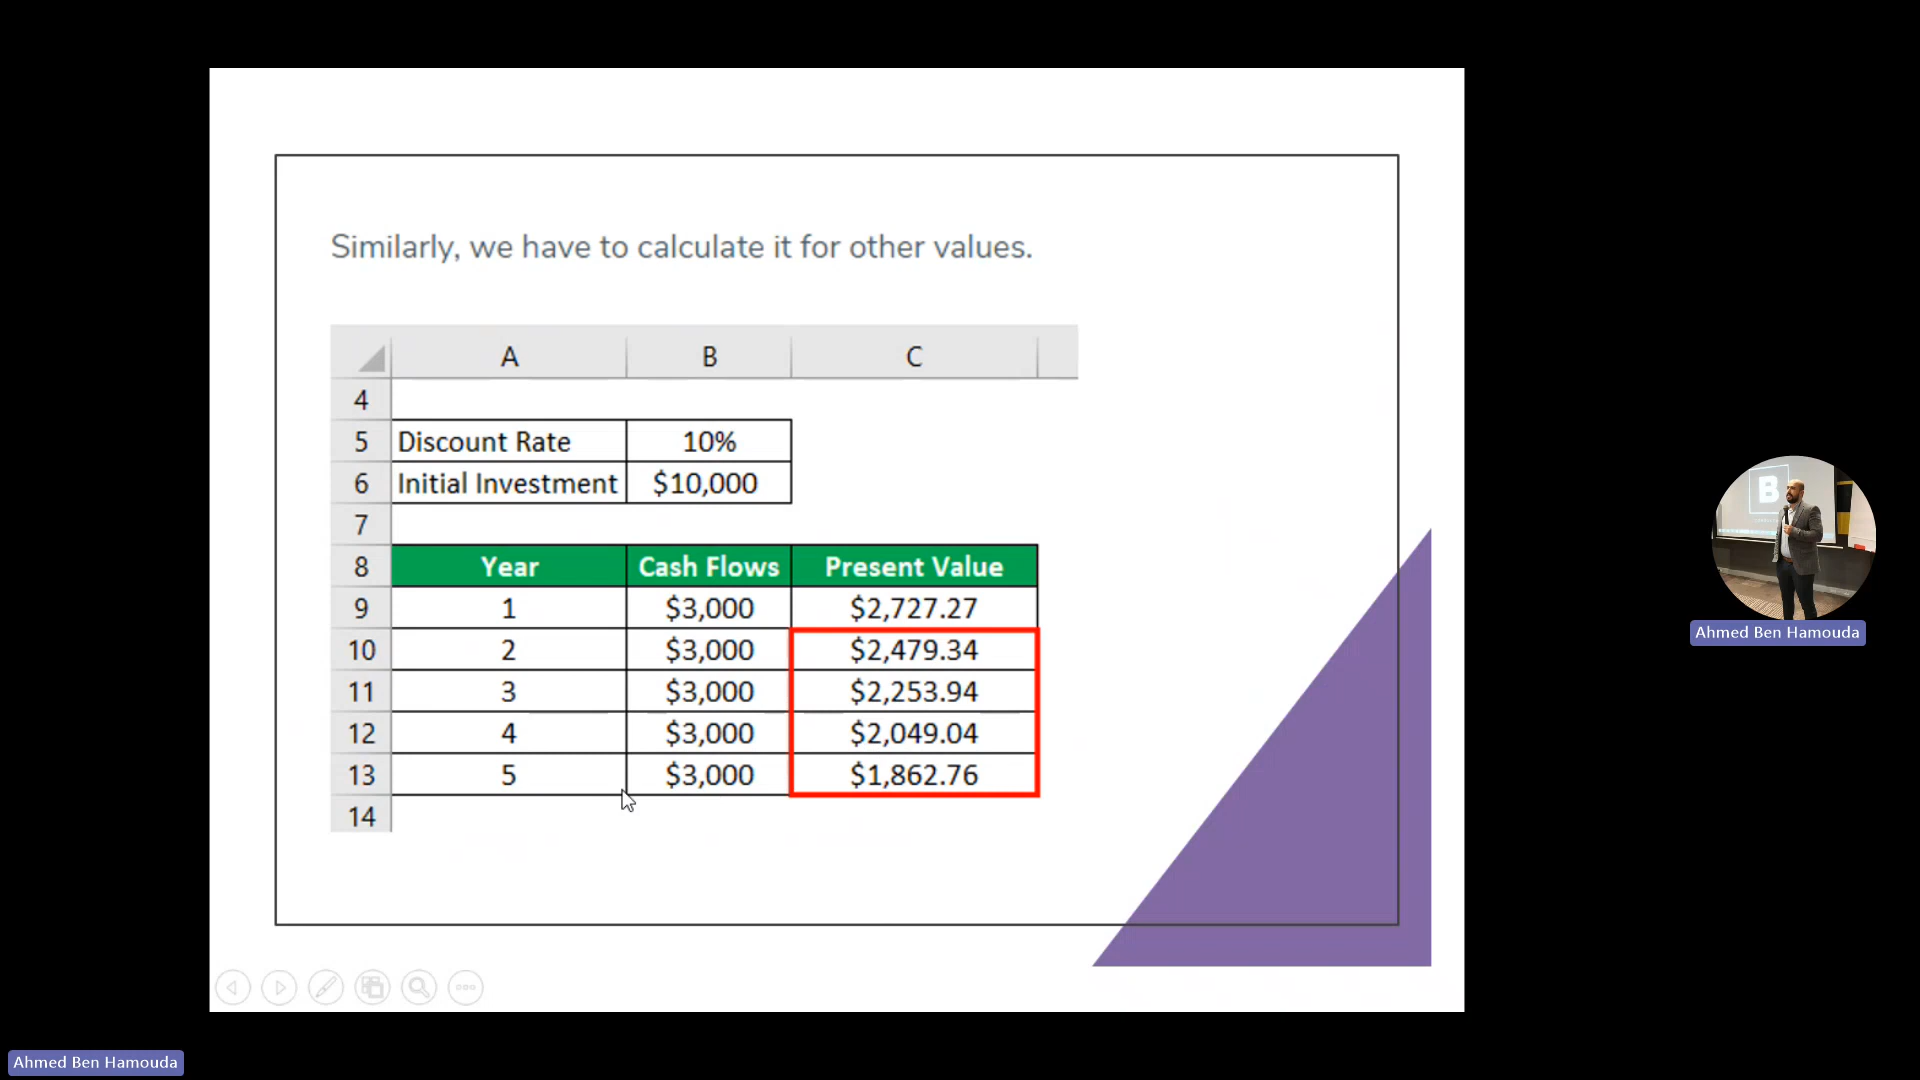 Similarly, we have to calculate it for other values.
A B C
4
5 Discount Rate 10%
6 Initial Investment $10,000
7
8 Year Cash Flows Present Value
9 1 $3,000 $2,727.27
10 2 $3,000 $2,479.34
11 3 $3,000 $2,253.94
12 4 $3,000 $2,049.04
13 5 $3,000 $1,862.76
14
B
Ahmed Ben Hamouda
Ahmed Ben Hamouda